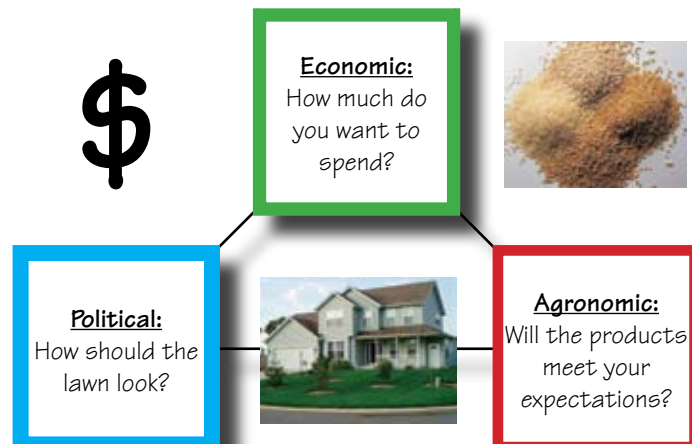 $
Economic:
How much do
you want to
spend?
Political:
How should the
lawn look?
Agronomic:
Will the products
meet your
expectations?